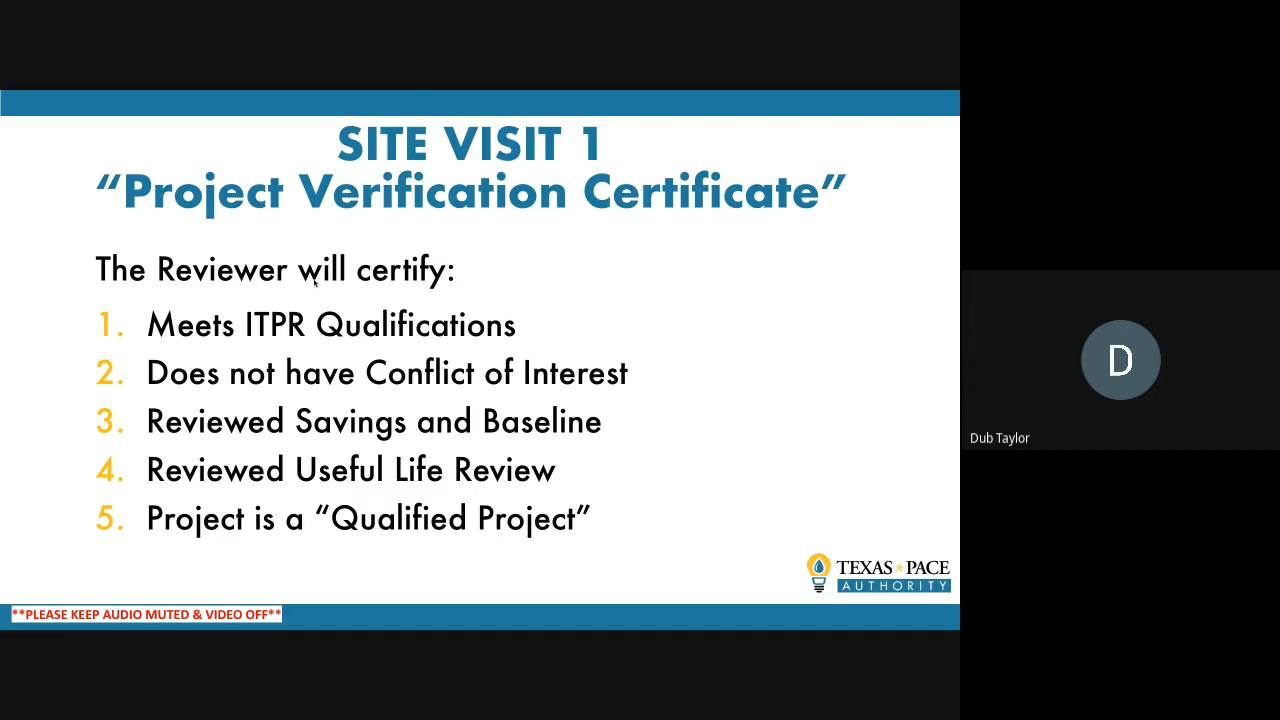 SITE VISIT 1
“Project Verification Certificate”
The Reviewer will certify:
1. Meets ITPR Qualifications
2. Does not have Conflict of Interest
3. Reviewed Savings and Baseline
4. Reviewed Useful Life Review
5. Project is a “Qualified Project”
TEXAS PACE
AUTHORITY
**PLEASE KEEP AUDIO MUTED & VIDEO OFF**
D
Dub Taylor